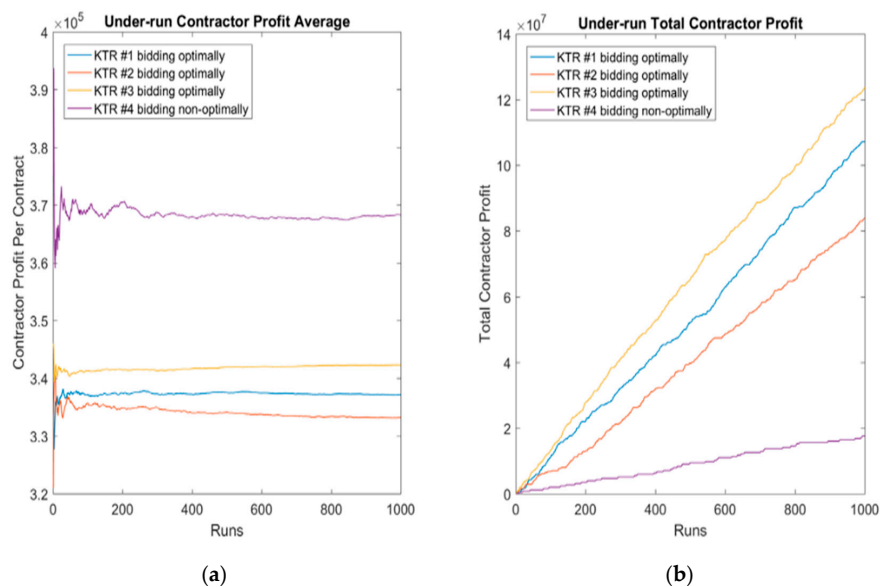 Under-run Contractor Profit Average
×10^5
4
3.9
3.8
3.7
3.6
3.5
3.4
3.3
3.2
Contractor Profit Per Contract
KTR #1 bidding optimally
KTR #2 bidding optimally
KTR #3 bidding optimally
KTR #4 bidding non-optimally
0 200 400 600 800 1000
Runs
(a)
Under-run Total Contractor Profit
×10^7
14
12
10
8
6
4
2
0
Total Contractor Profit
KTR #1 bidding optimally
KTR #2 bidding optimally
KTR #3 bidding optimally
KTR #4 bidding non-optimally
0 200 400 600 800 1000
Runs
(b)